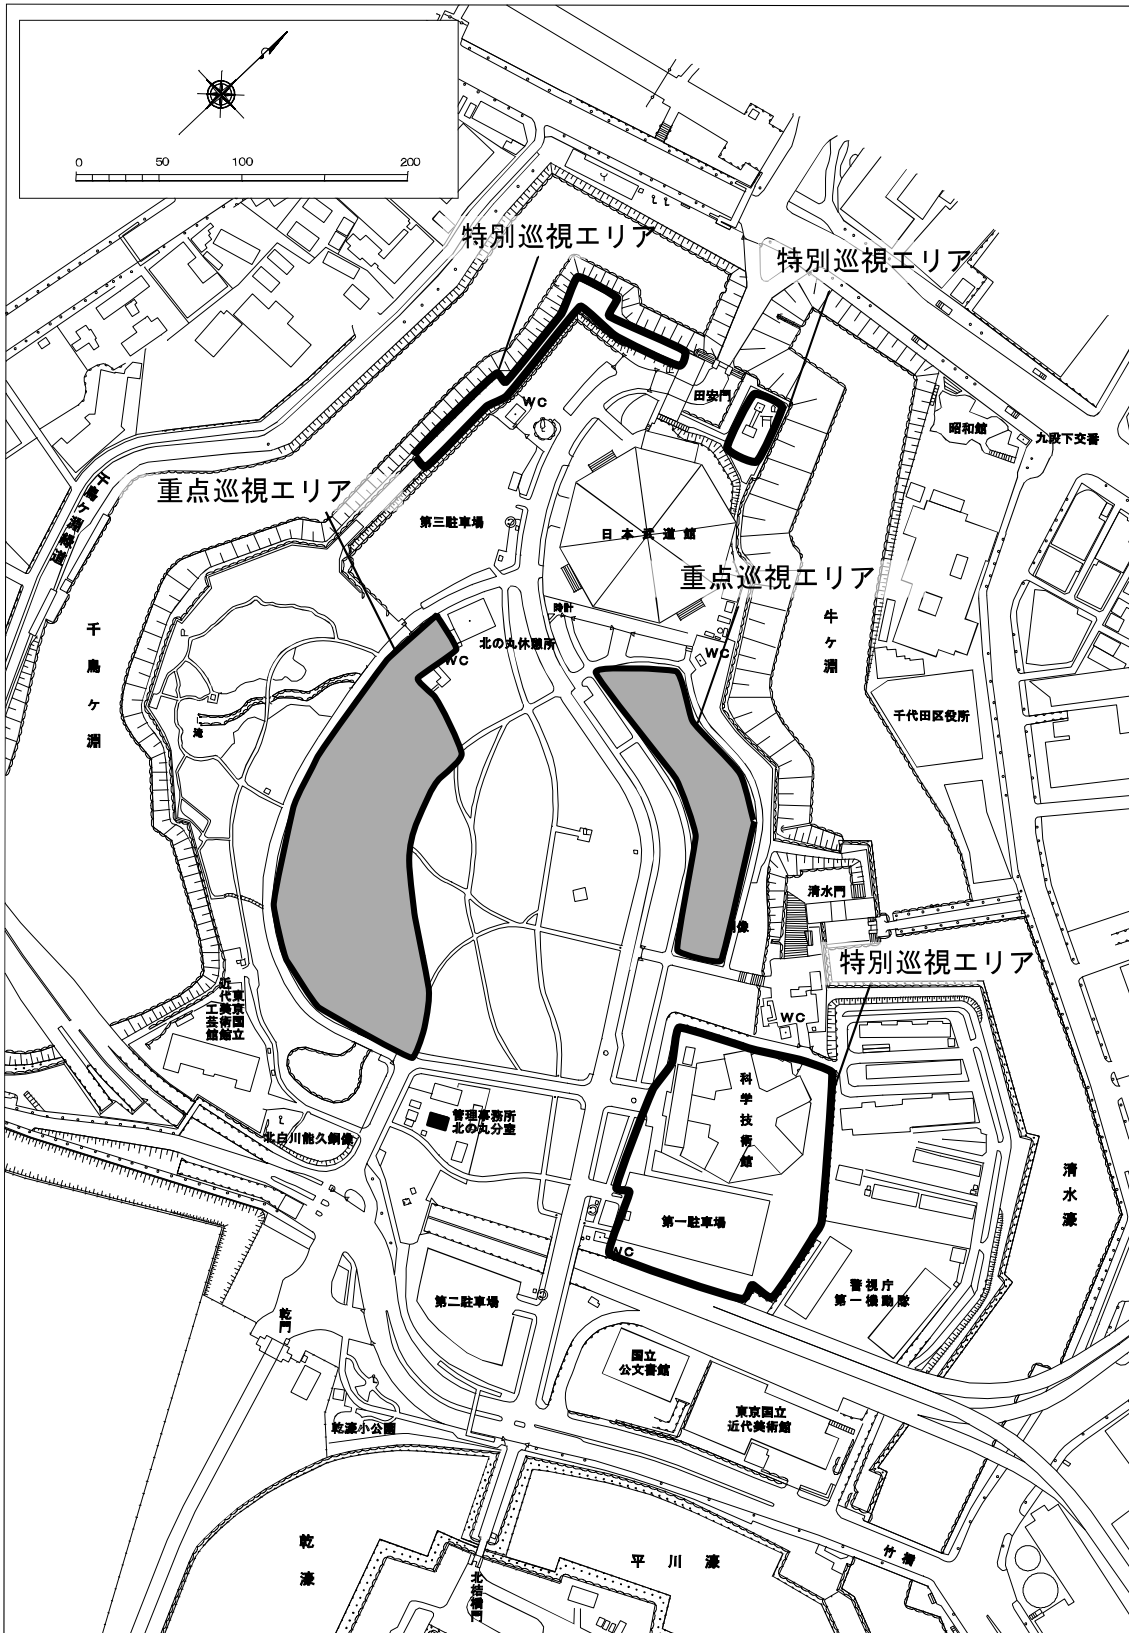 0 50 100 200
特別巡視エリア
特別巡視エリア
田安門
WC
昭和館
九段下交番
重点巡視エリア
千鳥ヶ淵緑道
第三駐車場
日本武道館
重点巡視エリア
時計
千鳥ヶ淵
牛ヶ淵
北の丸休憩所
WC
WC
滝
千代田区役所
清水門
像
特別巡視エリア
東京国立
近代美術館
工芸館
WC
科学技術館
管理事務所
北の丸分室
北白川能久銅像
清水濠
第一駐車場
WC
警視庁
第一機動隊
第二駐車場
乾門
国立
公文書館
東京国立
近代美術館
乾濠小公園
乾濠
平川濠
竹橋
北桔橋門